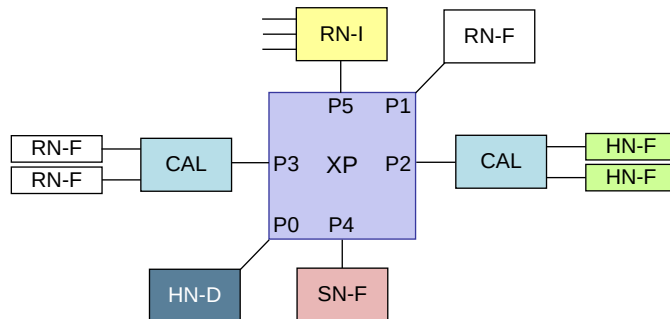 RN-I
RN-F
P5
P1
RN-F
RN-F
CAL
P3
XP
P2
CAL
HN-F
HN-F
P0
P4
HN-D
SN-F